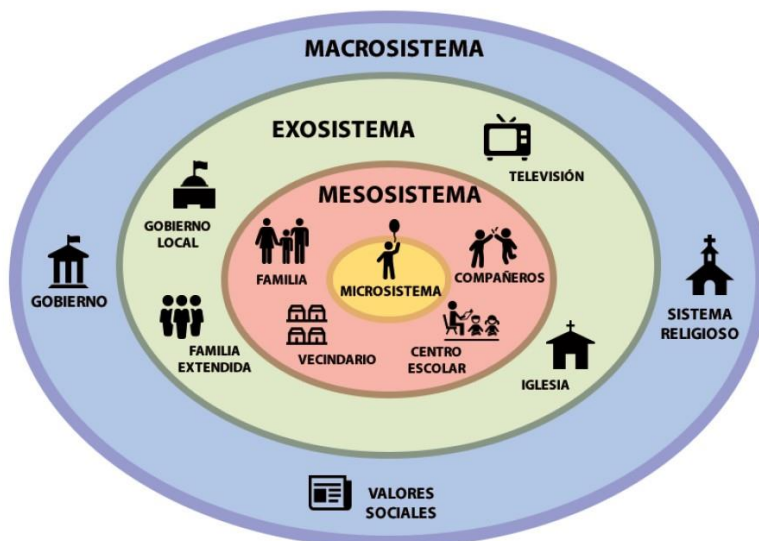 MACROSISTEMA
EXOSISTEMA
TELEVISIÓN
MESOSISTEMA
GOBIERNO
LOCAL
FAMILIA
COMPAÑEROS
MICROSISTEMA
GOBIERNO
SISTEMA
RELIGIOSO
FAMILIA
EXTENDIDA
VECINDARIO
CENTRO
ESCOLAR
IGLESIA
VALORES
SOCIALES